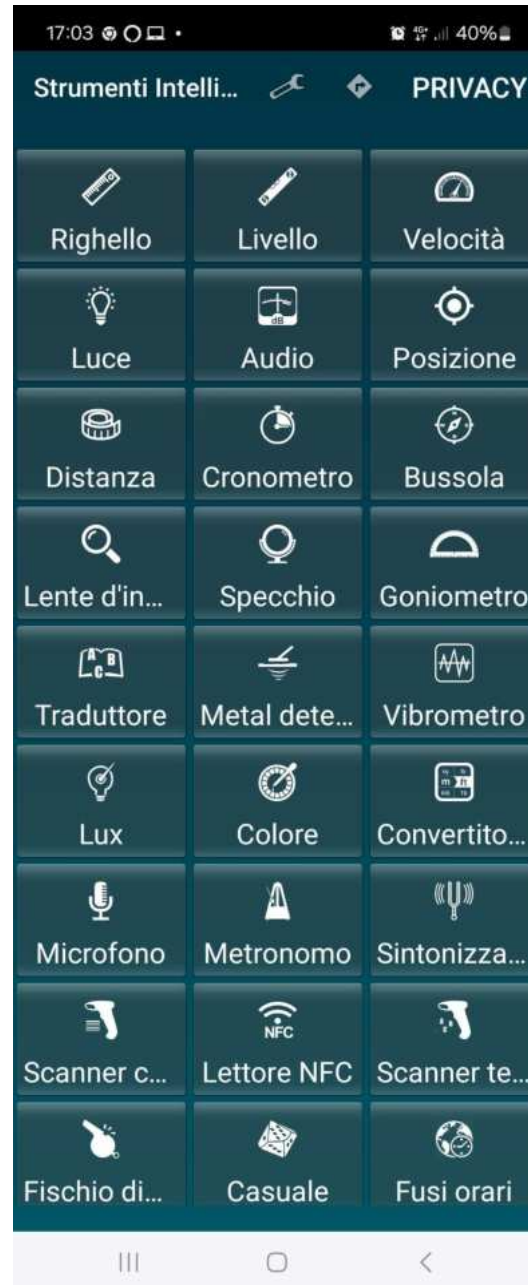 17:03 • 4G+ 40%
Strumenti Intelli... PRIVACY
Righello Livello Velocità
dB
Luce Audio Posizione
Distanza Cronometro Bussola
Lente d'in... Specchio Goniometro
A B C
Traduttore Metal dete... Vibrometro
m ft
Lux Colore Convertito...
Microfono Metronomo Sintonizza...
NFC
Scanner c... Lettore NFC Scanner te...
Fischio di... Casuale Fusi orari